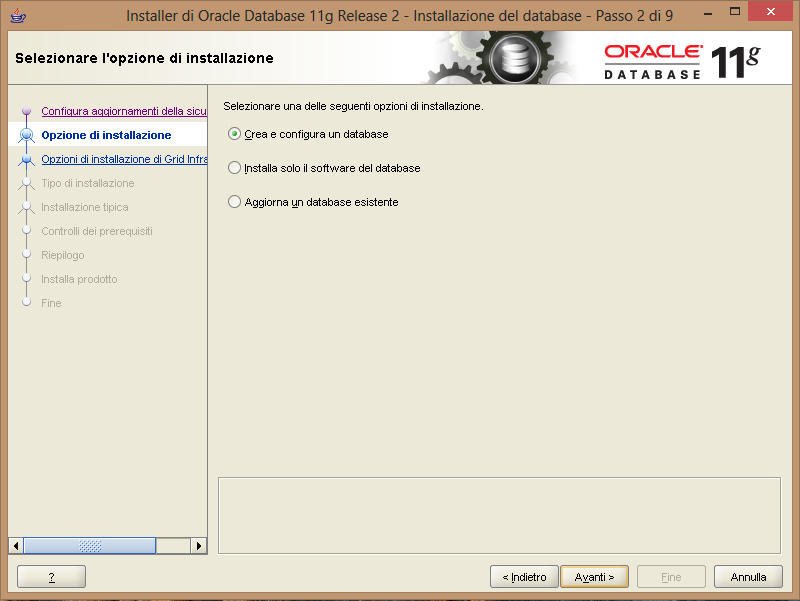 Installer di Oracle Database 11g Release 2 - Installazione del database - Passo 2 di 9
Selezionare l'opzione di installazione
ORACLE
DATABASE
11g
Configura aggiornamenti della sicu
Opzione di installazione
Opzioni di installazione di Grid Infra
Tipo di installazione
Installazione tipica
Controlli dei prerequisiti
Riepilogo
Installa prodotto
Fine
Selezionare una delle seguenti opzioni di installazione.
Crea e configura un database
Installa solo il software del database
Aggiorna un database esistente
?
< Indietro
Avanti >
Fine
Annulla